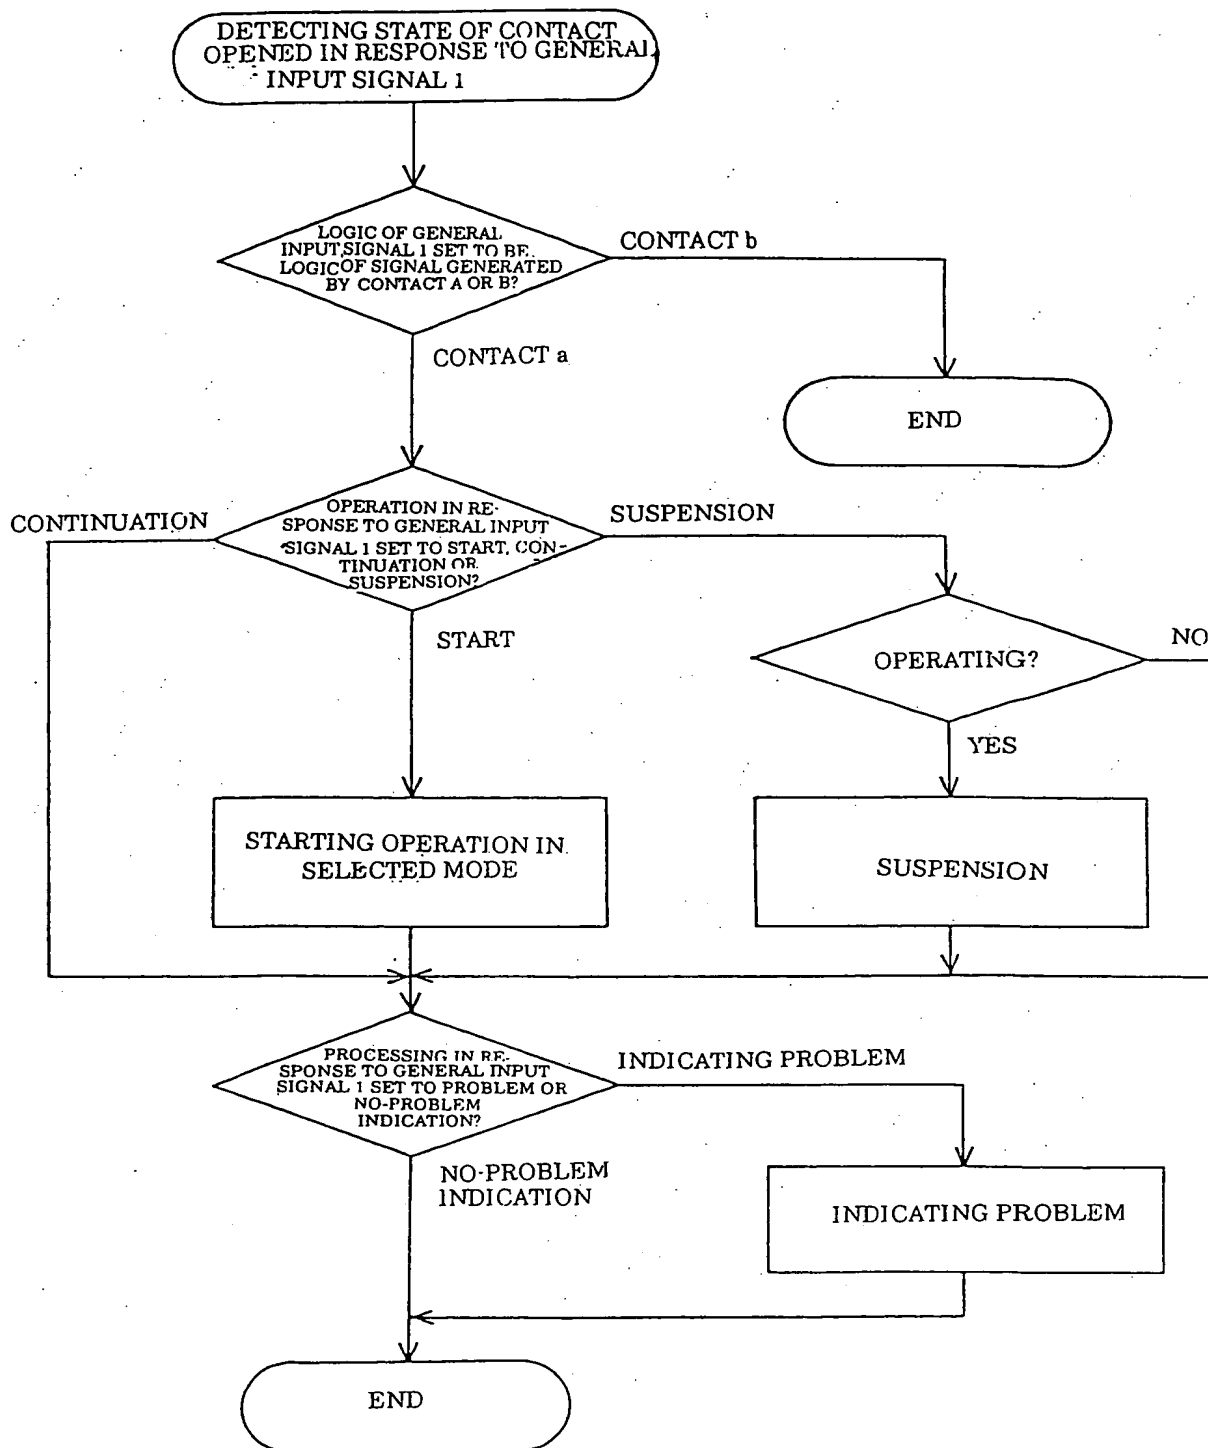 DETECTING STATE OF CONTACT
OPENED IN RESPONSE TO GENERAL
INPUT SIGNAL 1
LOGIC OF GENERAL
INPUT SIGNAL 1 SET TO BE
LOGIC OF SIGNAL GENERATED
BY CONTACT A OR B?
CONTACT b
CONTACT a
END
OPERATION IN RE-
SPONSE TO GENERAL INPUT
SIGNAL 1 SET TO START, CON-
TINUATION OR
SUSPENSION?
CONTINUATION
SUSPENSION
START
OPERATING?
NO
YES
STARTING OPERATION IN
SELECTED MODE
SUSPENSION
PROCESSING IN RE-
SPONSE TO GENERAL INPUT
SIGNAL 1 SET TO PROBLEM OR
NO-PROBLEM
INDICATION?
INDICATING PROBLEM
NO-PROBLEM
INDICATION
INDICATING PROBLEM
END